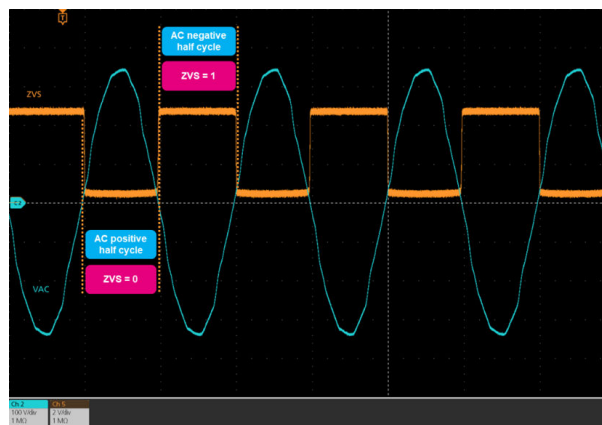 T
AC negative
half cycle
ZVS
ZVS = 1
C2
AC positive
half cycle
ZVS = 0
VAC
Ch 2
100 V/div
1 MΩ
Ch 5
2 V/div
1 MΩ